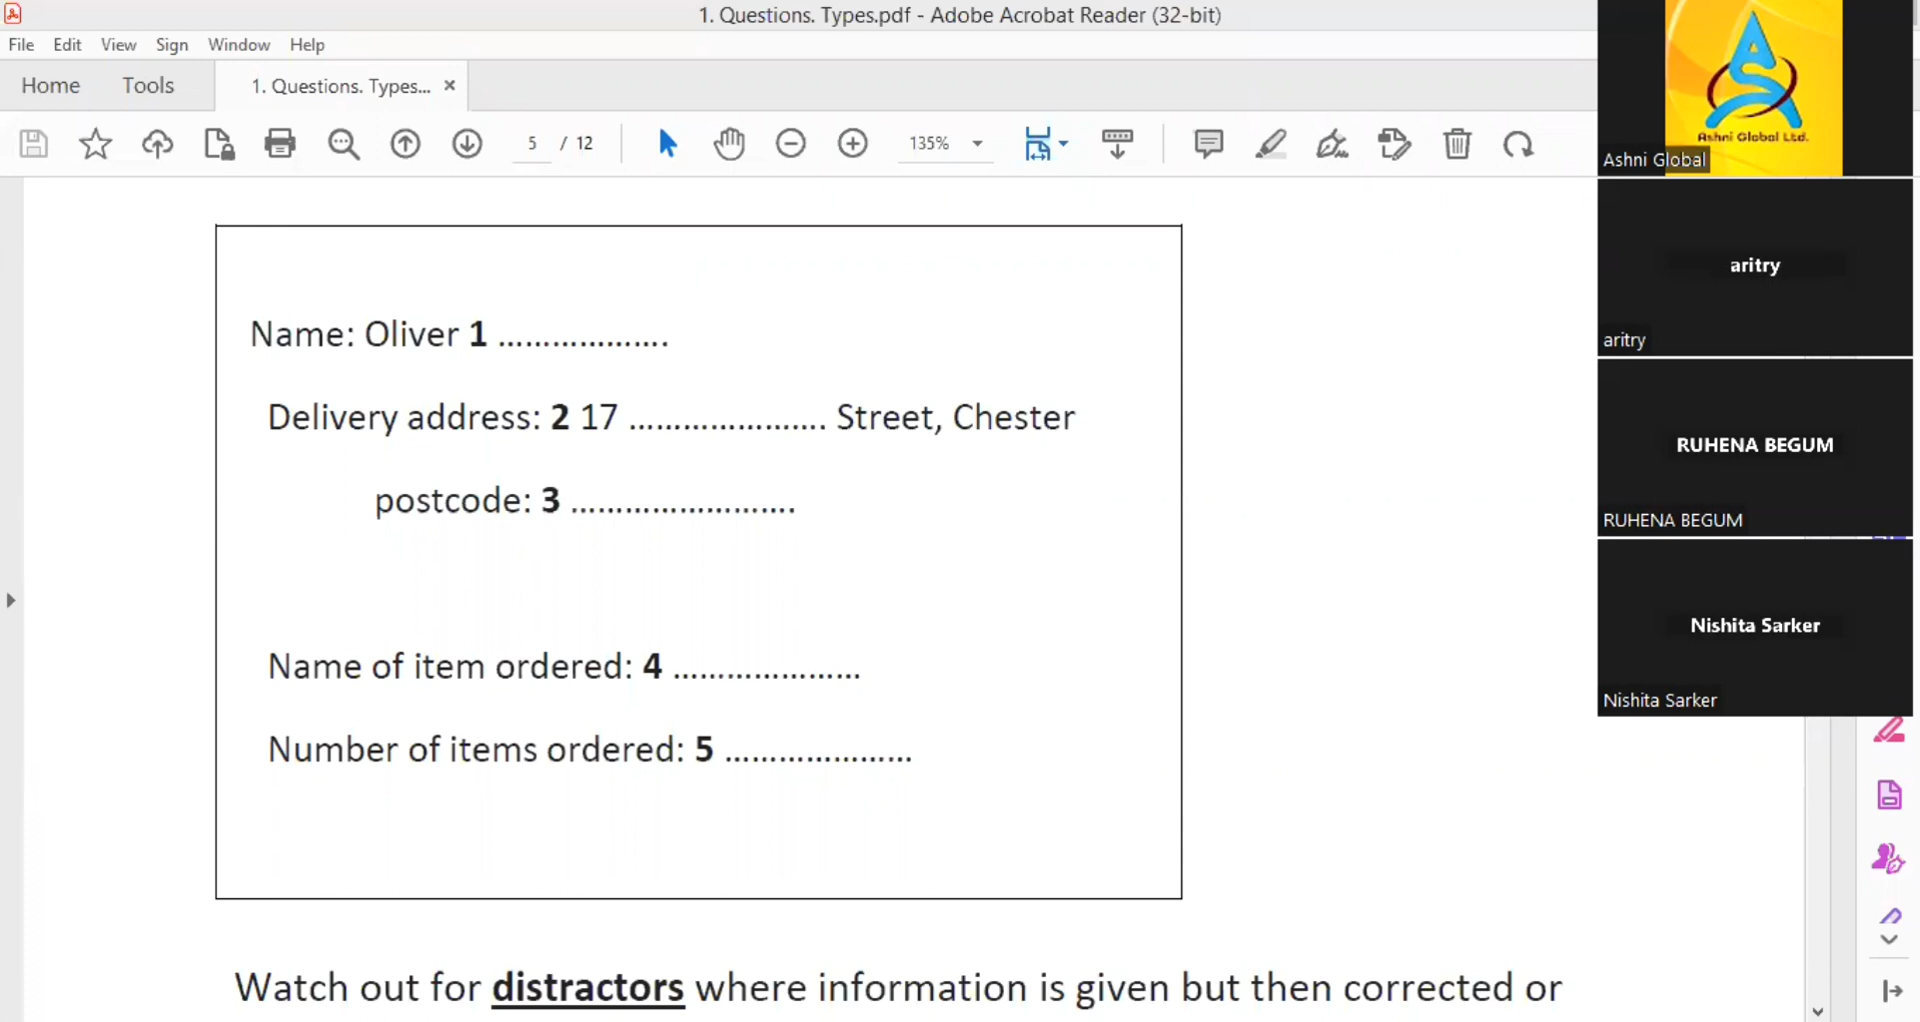 1. Questions. Types.pdf - Adobe Acrobat Reader (32-bit)
File Edit View Sign Window Help
Home Tools 1. Questions. Types... ×
5 / 12 135%
Name: Oliver 1 ……………….
Delivery address: 2 17 …………………. Street, Chester
postcode: 3 …………………….
Name of item ordered: 4 …………………
Number of items ordered: 5 …………………
Watch out for distractors where information is given but then corrected or
Ashni Global Ltd.
Ashni Global
aritry
aritry
RUHENA BEGUM
RUHENA BEGUM
Nishita Sarker
Nishita Sarker